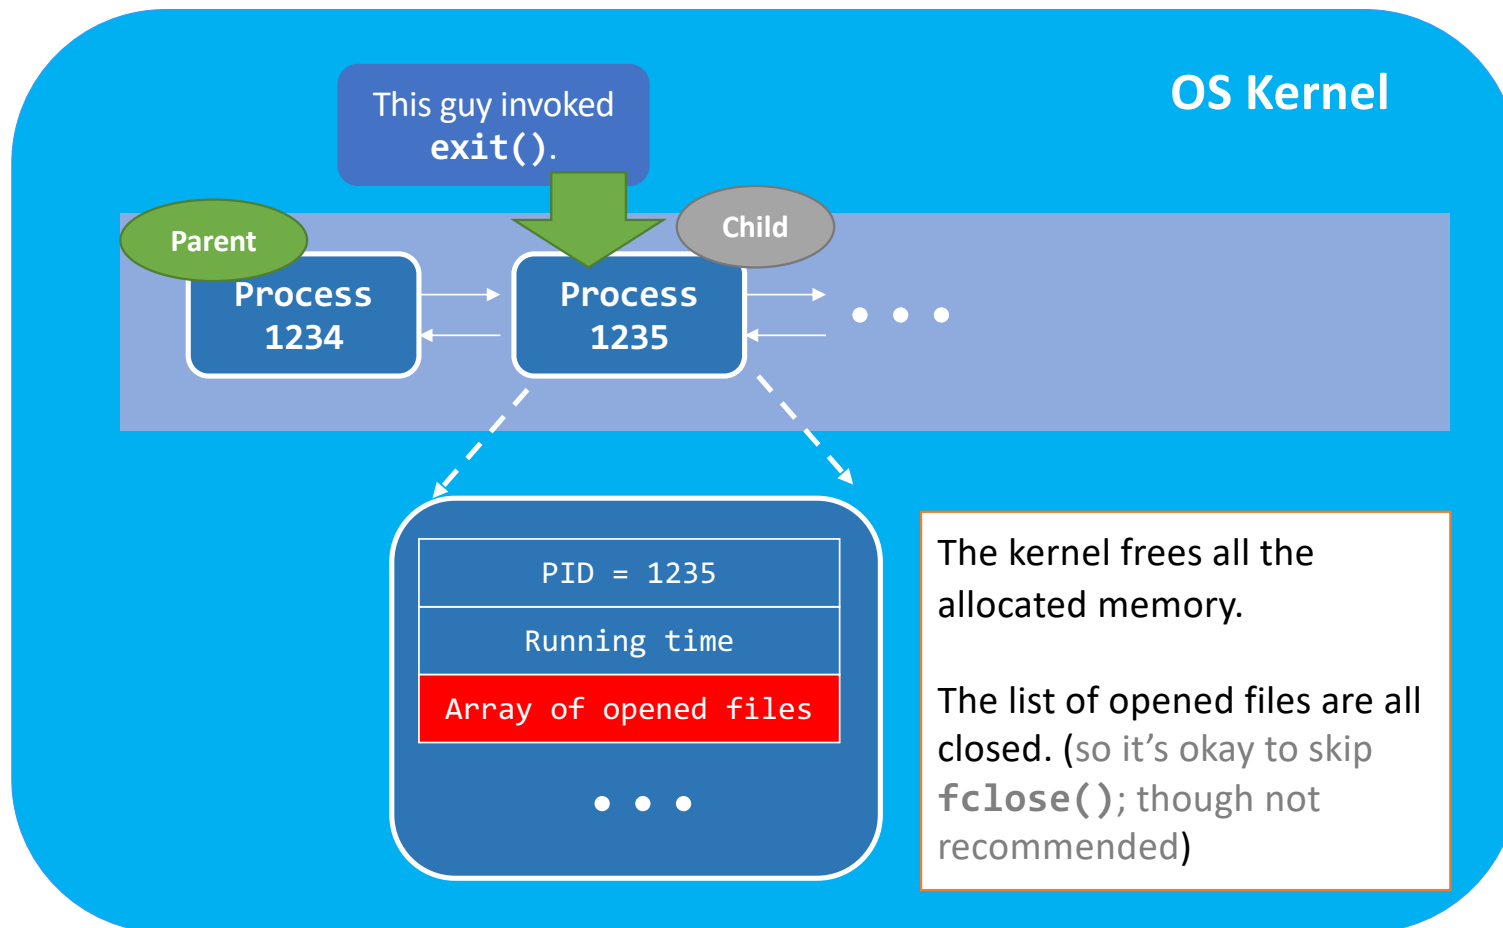 OS Kernel
This guy invoked
exit().
Parent
Child
Process
1234
Process
1235
• • •
PID = 1235
Running time
Array of opened files
• • •
The kernel frees all the
allocated memory.
The list of opened files are all
closed. (so it’s okay to skip
fclose(); though not
recommended)